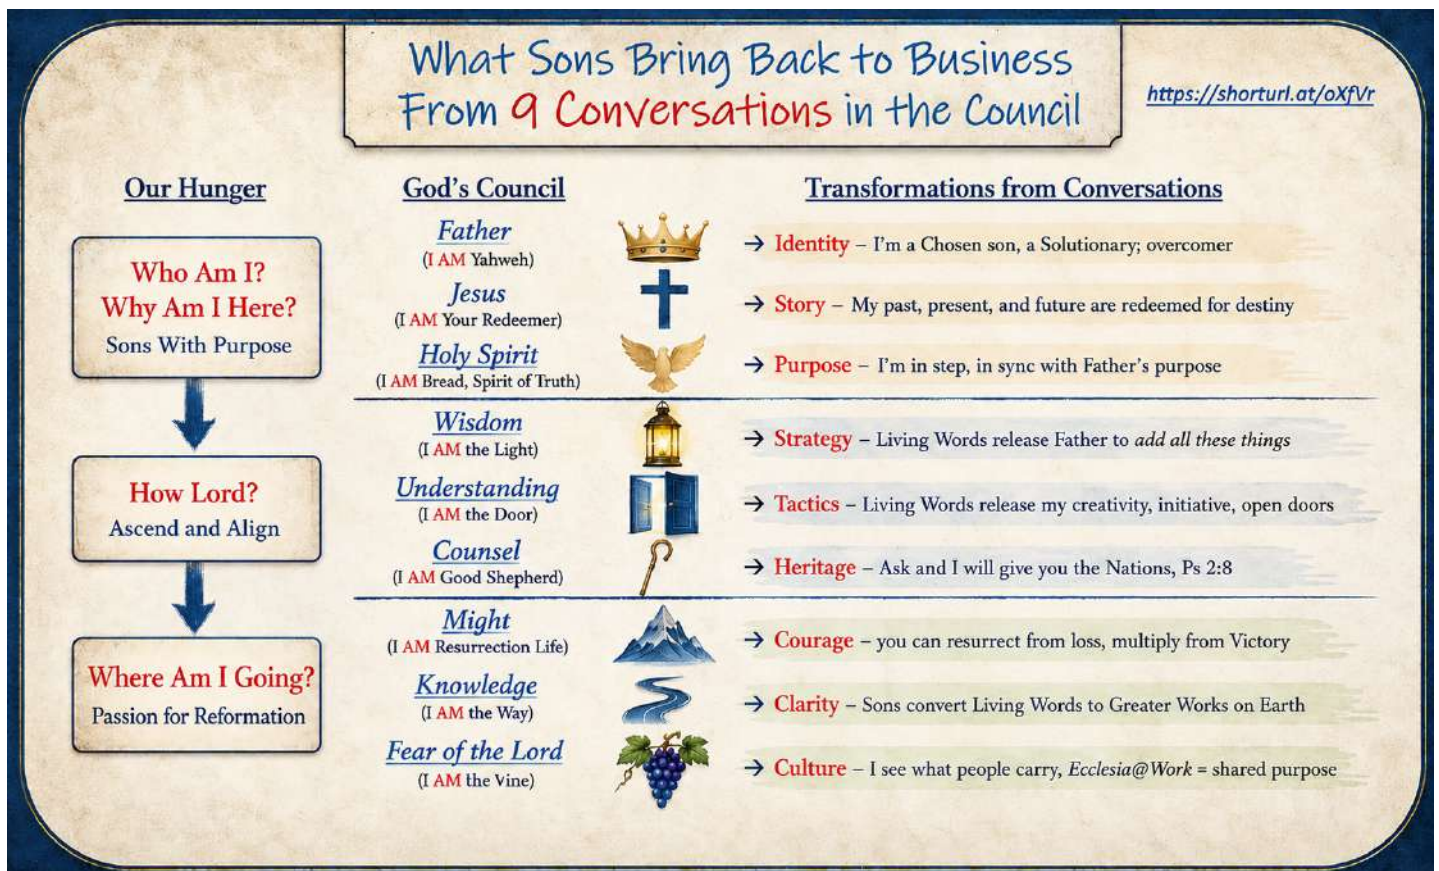 What Sons Bring Back to Business
From 9 Conversations in the Council
https://shorturl.at/oXfVr
Our Hunger
Who Am I?
Why Am I Here?
Sons With Purpose
How Lord?
Ascend and Align
Where Am I Going?
Passion for Reformation
God's Council
Transformations from Conversations
Father
(I AM Yahweh)
→ Identity – I'm a Chosen son, a Solutionary; overcomer
Jesus
(I AM Your Redeemer)
→ Story – My past, present, and future are redeemed for destiny
Holy Spirit
(I AM Bread, Spirit of Truth)
→ Purpose – I'm in step, in sync with Father's purpose
Wisdom
(I AM the Light)
→ Strategy – Living Words release Father to add all these things
Understanding
(I AM the Door)
→ Tactics – Living Words release my creativity, initiative, open doors
Counsel
(I AM Good Shepherd)
→ Heritage – Ask and I will give you the Nations, Ps 2:8
Might
(I AM Resurrection Life)
→ Courage – you can resurrect from loss, multiply from Victory
Knowledge
(I AM the Way)
→ Clarity – Sons convert Living Words to Greater Works on Earth
Fear of the Lord
(I AM the Vine)
→ Culture – I see what people carry, Ecclesia@Work = shared purpose